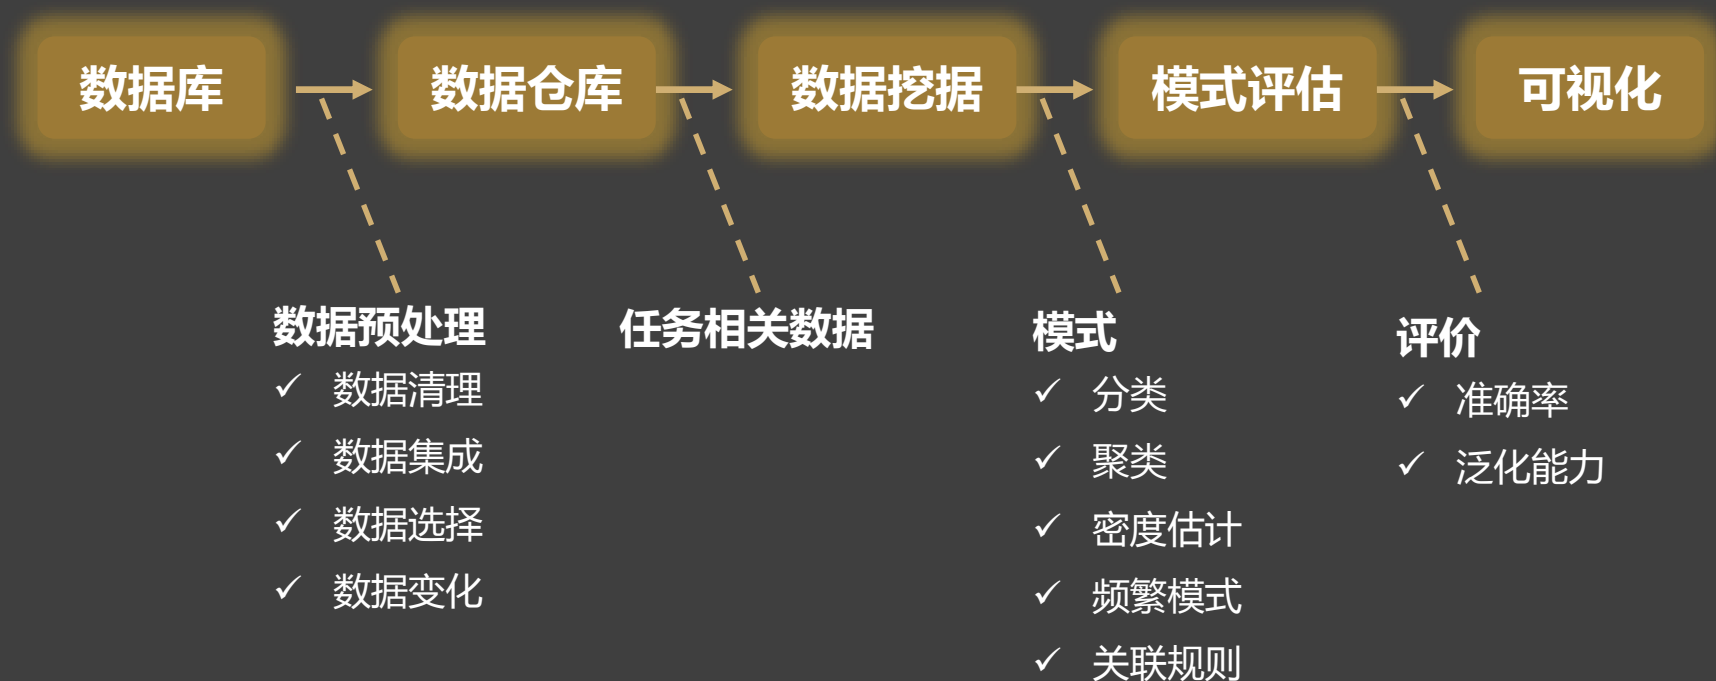 数据库
数据仓库
数据挖掘
模式评估
可视化
数据预处理
✓ 数据清理
✓ 数据集成
✓ 数据选择
✓ 数据变化
任务相关数据
模式
✓ 分类
✓ 聚类
✓ 密度估计
✓ 频繁模式
✓ 关联规则
评价
✓ 准确率
✓ 泛化能力